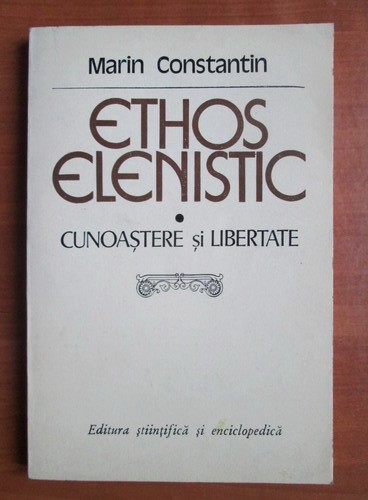 Marin Constantin
ETHOS
ELENISTIC
•
CUNOAȘTERE și LIBERTATE
Editura științifică și enciclopedică